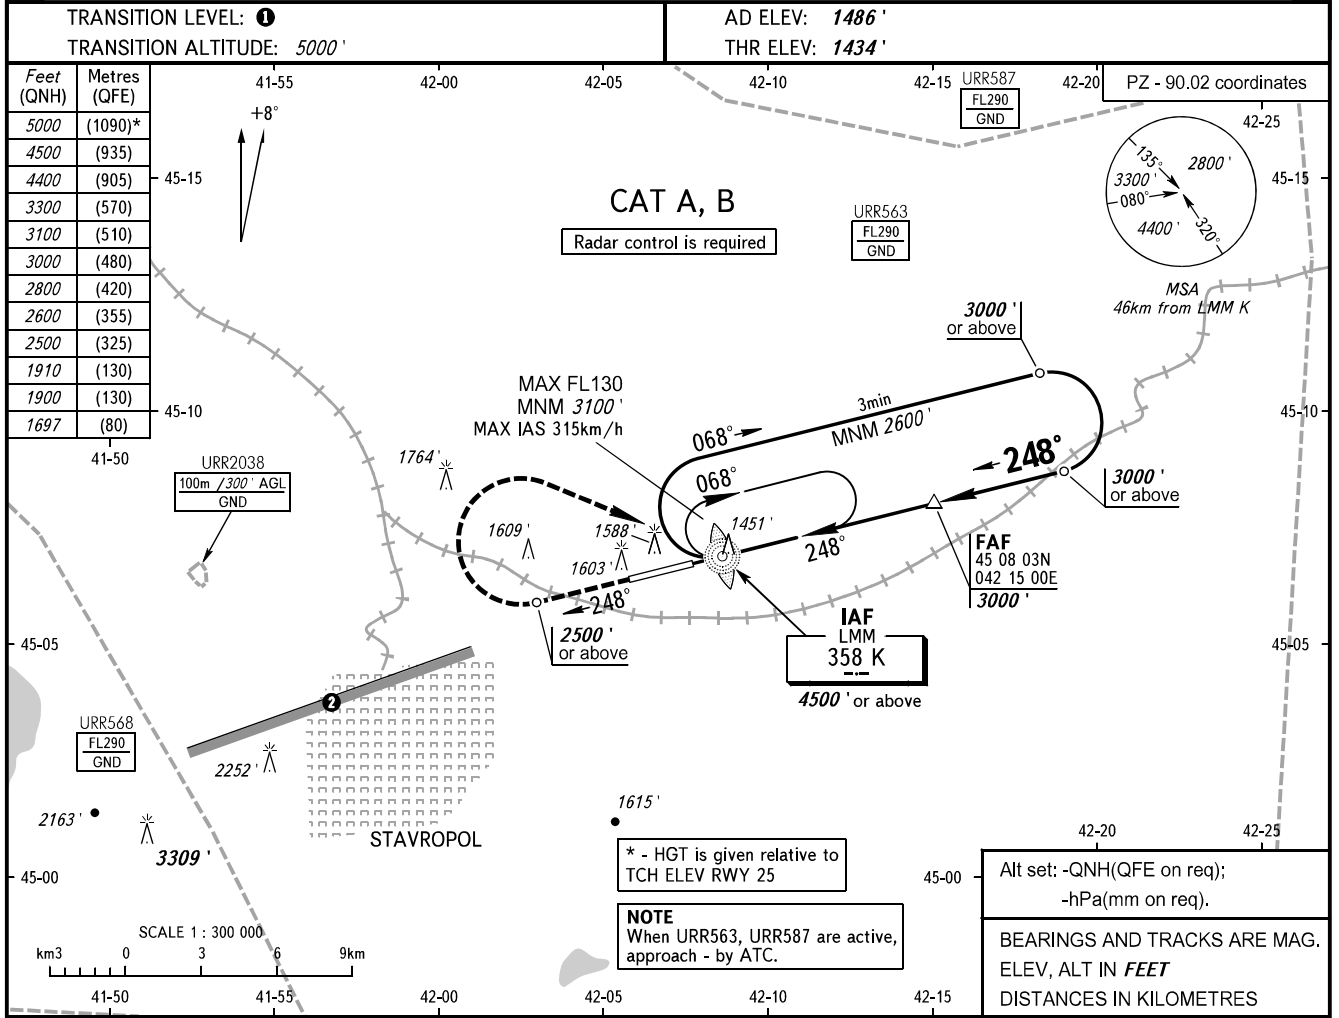 TRANSITION LEVEL: ❶
TRANSITION ALTITUDE: 5000 '
AD ELEV: 1486 '
THR ELEV: 1434 '
Feet (QNH) Metres (QFE)
5000 (1090)*
4500 (935)
4400 (905)
3300 (570)
3100 (510)
3000 (480)
2800 (420)
2600 (355)
2500 (325)
1910 (130)
1900 (130)
1697 (80)
41-55 42-00 42-05 42-10 42-15 42-20
PZ - 90.02 coordinates
42-25
+8°
URR587
FL290
GND
45-15
CAT A, B
Radar control is required
URR563
FL290
GND
135°
2800 '
3300 '
080°
4400 '
320°
45-15
MSA
46km from LMM K
3000 '
or above
MAX FL130
MNM 3100 '
MAX IAS 315km/h
3min
MNM 2600 '
068°
068°
248°
248°
3000 '
or above
45-10
45-10
41-50
URR2038
100m / 300 ' AGL
GND
1764 '
1609 '
1588 '
1603 '
1451 '
FAF
45 08 03N
042 15 00E
3000 '
248°
2500 '
or above
IAF
LMM
358 K
4500 ' or above
45-05
45-05
❷
URR568
FL290
GND
2252 '
2163 '
3309 '
STAVROPOL
1615 '
42-20 42-25
* - HGT is given relative to
TCH ELEV RWY 25
45-00
45-00
NOTE
When URR563, URR587 are active,
approach - by ATC.
Alt set: -QNH(QFE on req);
-hPa(mm on req).
BEARINGS AND TRACKS ARE MAG.
ELEV, ALT IN FEET
DISTANCES IN KILOMETRES
SCALE 1 : 300 000
km3 0 3 6 9km
41-50 41-55 42-00 42-05 42-10 42-15